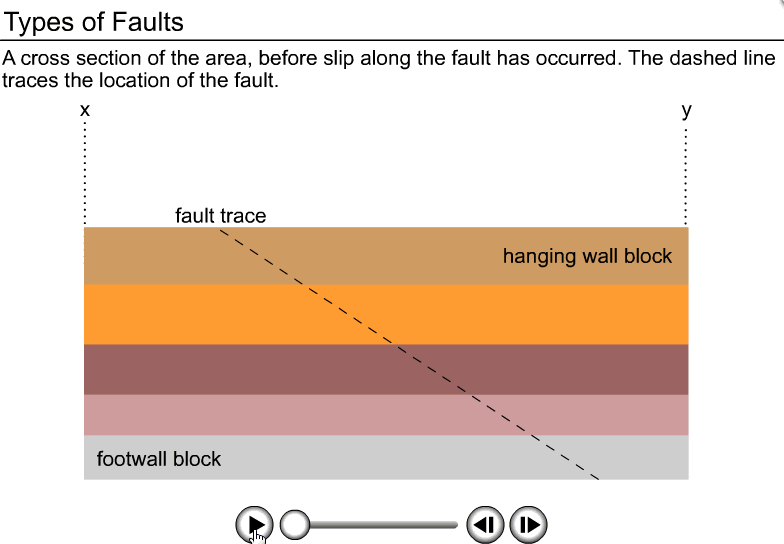 Types of Faults
A cross section of the area, before slip along the fault has occurred. The dashed line
traces the location of the fault.
x
y
fault trace
hanging wall block
footwall block